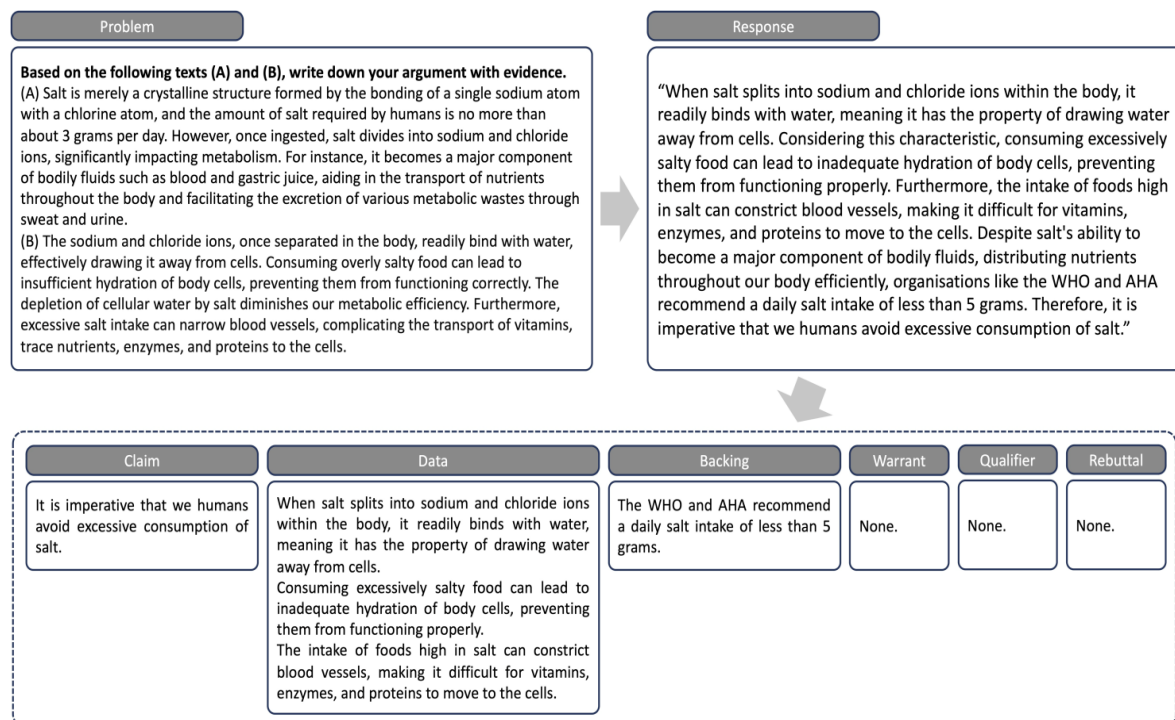 Problem
Based on the following texts (A) and (B), write down your argument with evidence.
(A) Salt is merely a crystalline structure formed by the bonding of a single sodium atom
with a chlorine atom, and the amount of salt required by humans is no more than
about 3 grams per day. However, once ingested, salt divides into sodium and chloride
ions, significantly impacting metabolism. For instance, it becomes a major component
of bodily fluids such as blood and gastric juice, aiding in the transport of nutrients
throughout the body and facilitating the excretion of various metabolic wastes through
sweat and urine.
(B) The sodium and chloride ions, once separated in the body, readily bind with water,
effectively drawing it away from cells. Consuming overly salty food can lead to
insufficient hydration of body cells, preventing them from functioning correctly. The
depletion of cellular water by salt diminishes our metabolic efficiency. Furthermore,
excessive salt intake can narrow blood vessels, complicating the transport of vitamins,
trace nutrients, enzymes, and proteins to the cells.
Response
“When salt splits into sodium and chloride ions within the body, it
readily binds with water, meaning it has the property of drawing water
away from cells. Considering this characteristic, consuming excessively
salty food can lead to inadequate hydration of body cells, preventing
them from functioning properly. Furthermore, the intake of foods high
in salt can constrict blood vessels, making it difficult for vitamins,
enzymes, and proteins to move to the cells. Despite salt's ability to
become a major component of bodily fluids, distributing nutrients
throughout our body efficiently, organisations like the WHO and AHA
recommend a daily salt intake of less than 5 grams. Therefore, it is
imperative that we humans avoid excessive consumption of salt.”
Claim
It is imperative that we humans
avoid excessive consumption of
salt.
Data
When salt splits into sodium and chloride ions
within the body, it readily binds with water,
meaning it has the property of drawing water
away from cells.
Consuming excessively salty food can lead to
inadequate hydration of body cells, preventing
them from functioning properly.
The intake of foods high in salt can constrict
blood vessels, making it difficult for vitamins,
enzymes, and proteins to move to the cells.
Backing
The WHO and AHA recommend
a daily salt intake of less than 5
grams.
Warrant
None.
Qualifier
None.
Rebuttal
None.